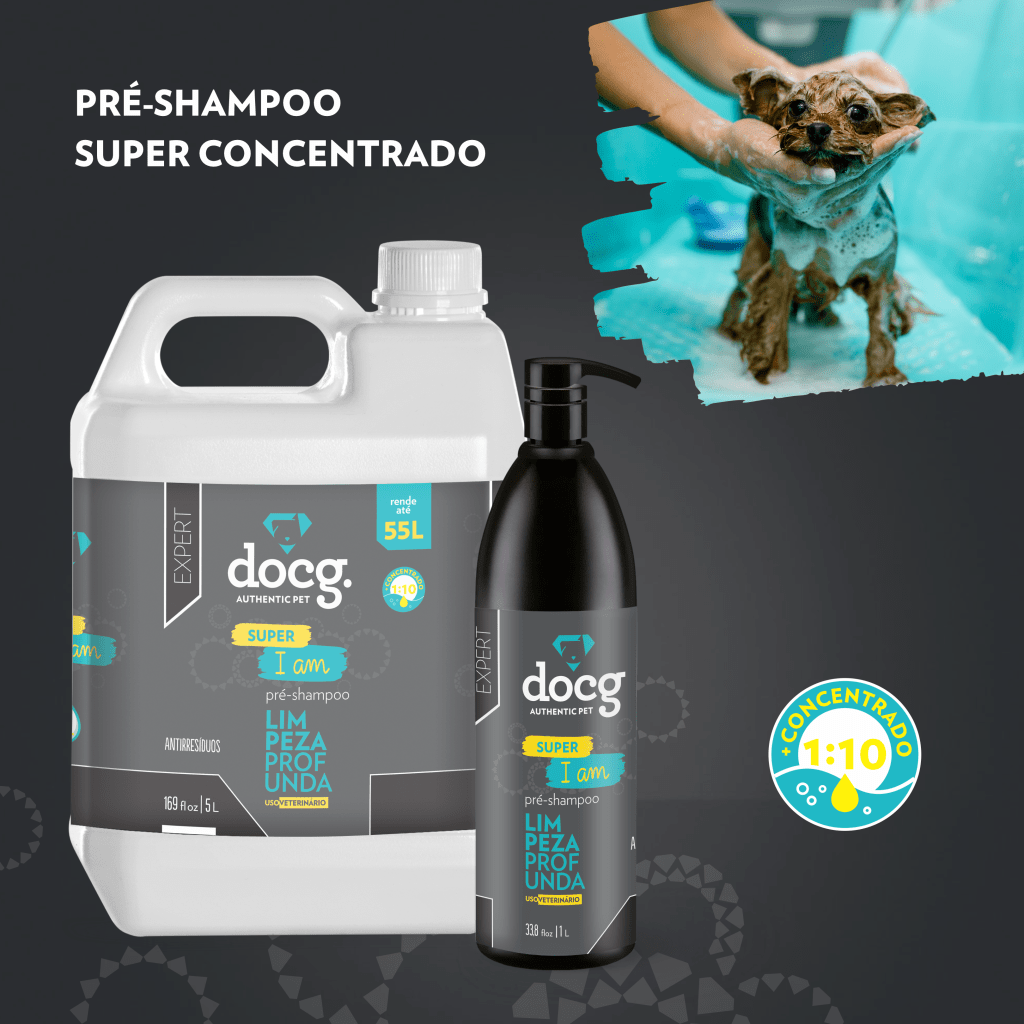 PRÉ-SHAMPOO
SUPER CONCENTRADO
EXPERT
rende
até
55L
docg.
AUTHENTIC PET
+ CONCENTRADO
1:10
SUPER
I am
pré-shampoo
LIM
PEZA
PROF
UNDA
USO VETERINÁRIO
ANTIRRESÍDUOS
169 fl oz | 5 L
am
EXPERT
docg
AUTHENTIC PET
SUPER
I am
pré-shampoo
LIM
PEZA
PROF
UNDA
USO VETERINÁRIO
A
33,8 fl oz | 1 L
+ CONCENTRADO
1:10